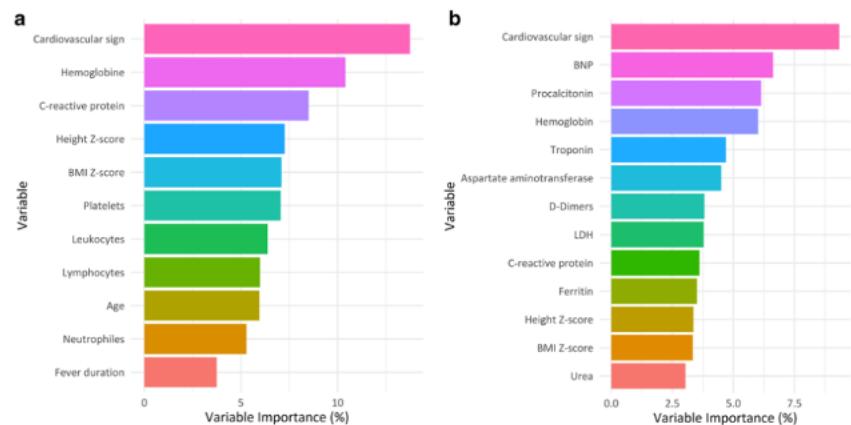 a
Cardiovascular sign
Hemoglobine
C-reactive protein
Height Z-score
BMI Z-score
Platelets
Leukocytes
Lymphocytes
Age
Neutrophiles
Fever duration
Variable
0 5 10
Variable Importance (%)
b
Cardiovascular sign
BNP
Procalcitonin
Hemoglobin
Troponin
Aspartate aminotransferase
D-Dimers
LDH
C-reactive protein
Ferritin
Height Z-score
BMI Z-score
Urea
Variable
0.0 2.5 5.0 7.5
Variable Importance (%)